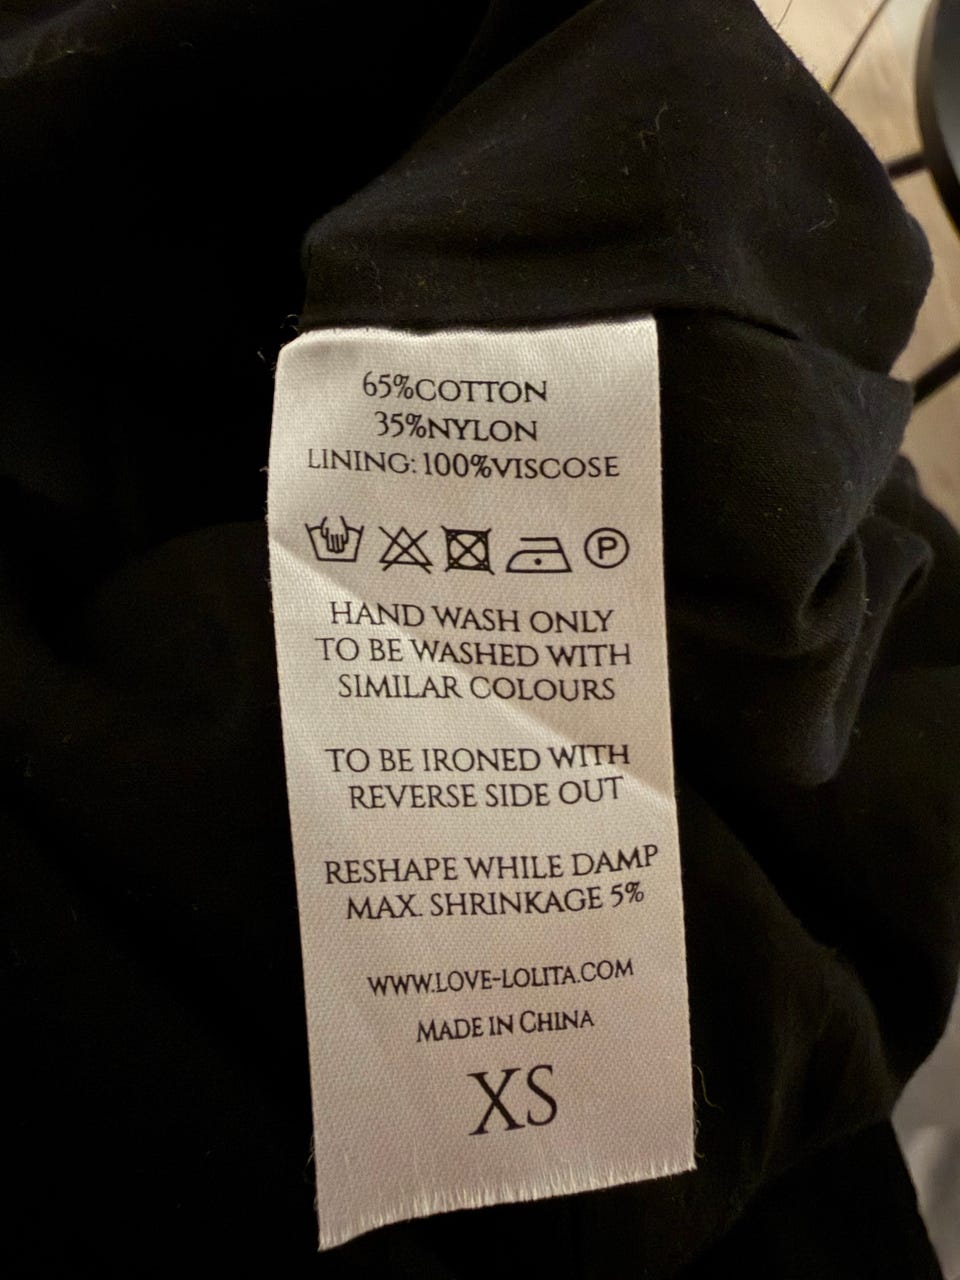 65%COTTON
35%NYLON
LINING: 100%VISCOSE
P
HAND WASH ONLY
TO BE WASHED WITH
SIMILAR COLOURS
TO BE IRONED WITH
REVERSE SIDE OUT
RESHAPE WHILE DAMP
MAX. SHRINKAGE 5%
WWW.LOVE-LOLITA.COM
MADE IN CHINA
XS